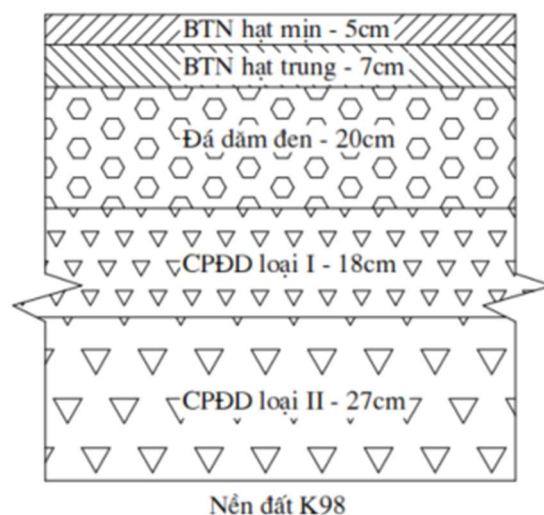 BTN hạt mịn - 5cm
BTN hạt trung - 7cm
Đá dăm đen - 20cm
CPĐD loại I - 18cm
CPĐD loại II - 27cm
Nền đất K98